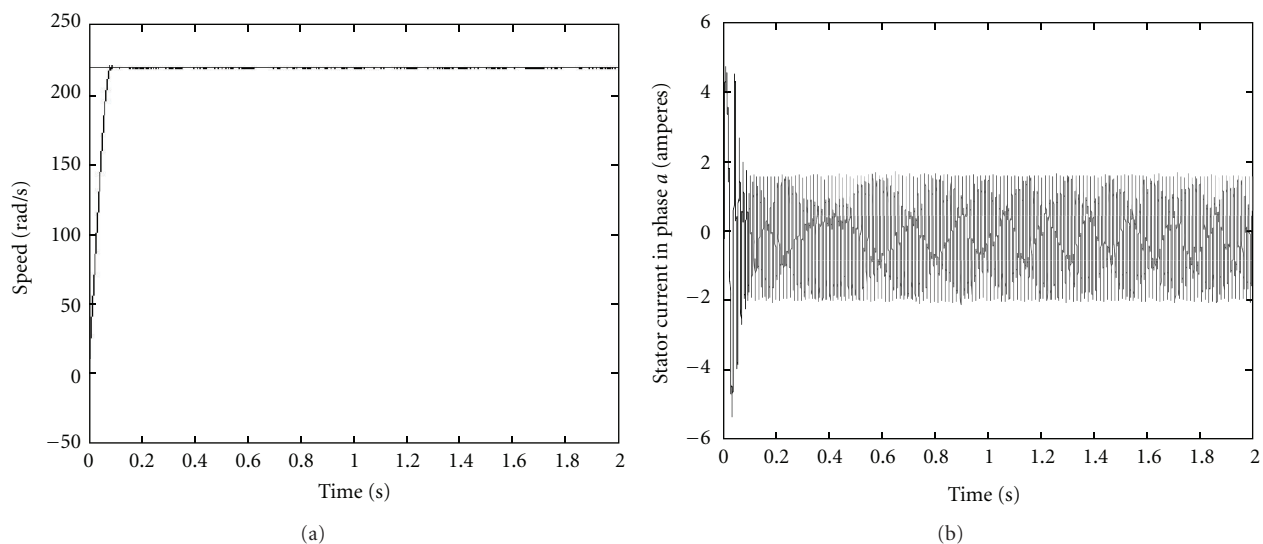 250
200
150
100
50
0
−50
Speed (rad/s)
0 0.2 0.4 0.6 0.8 1 1.2 1.4 1.6 1.8 2
Time (s)
(a)
6
4
2
0
−2
−4
−6
Stator current in phase a (amperes)
0 0.2 0.4 0.6 0.8 1 1.2 1.4 1.6 1.8 2
Time (s)
(b)